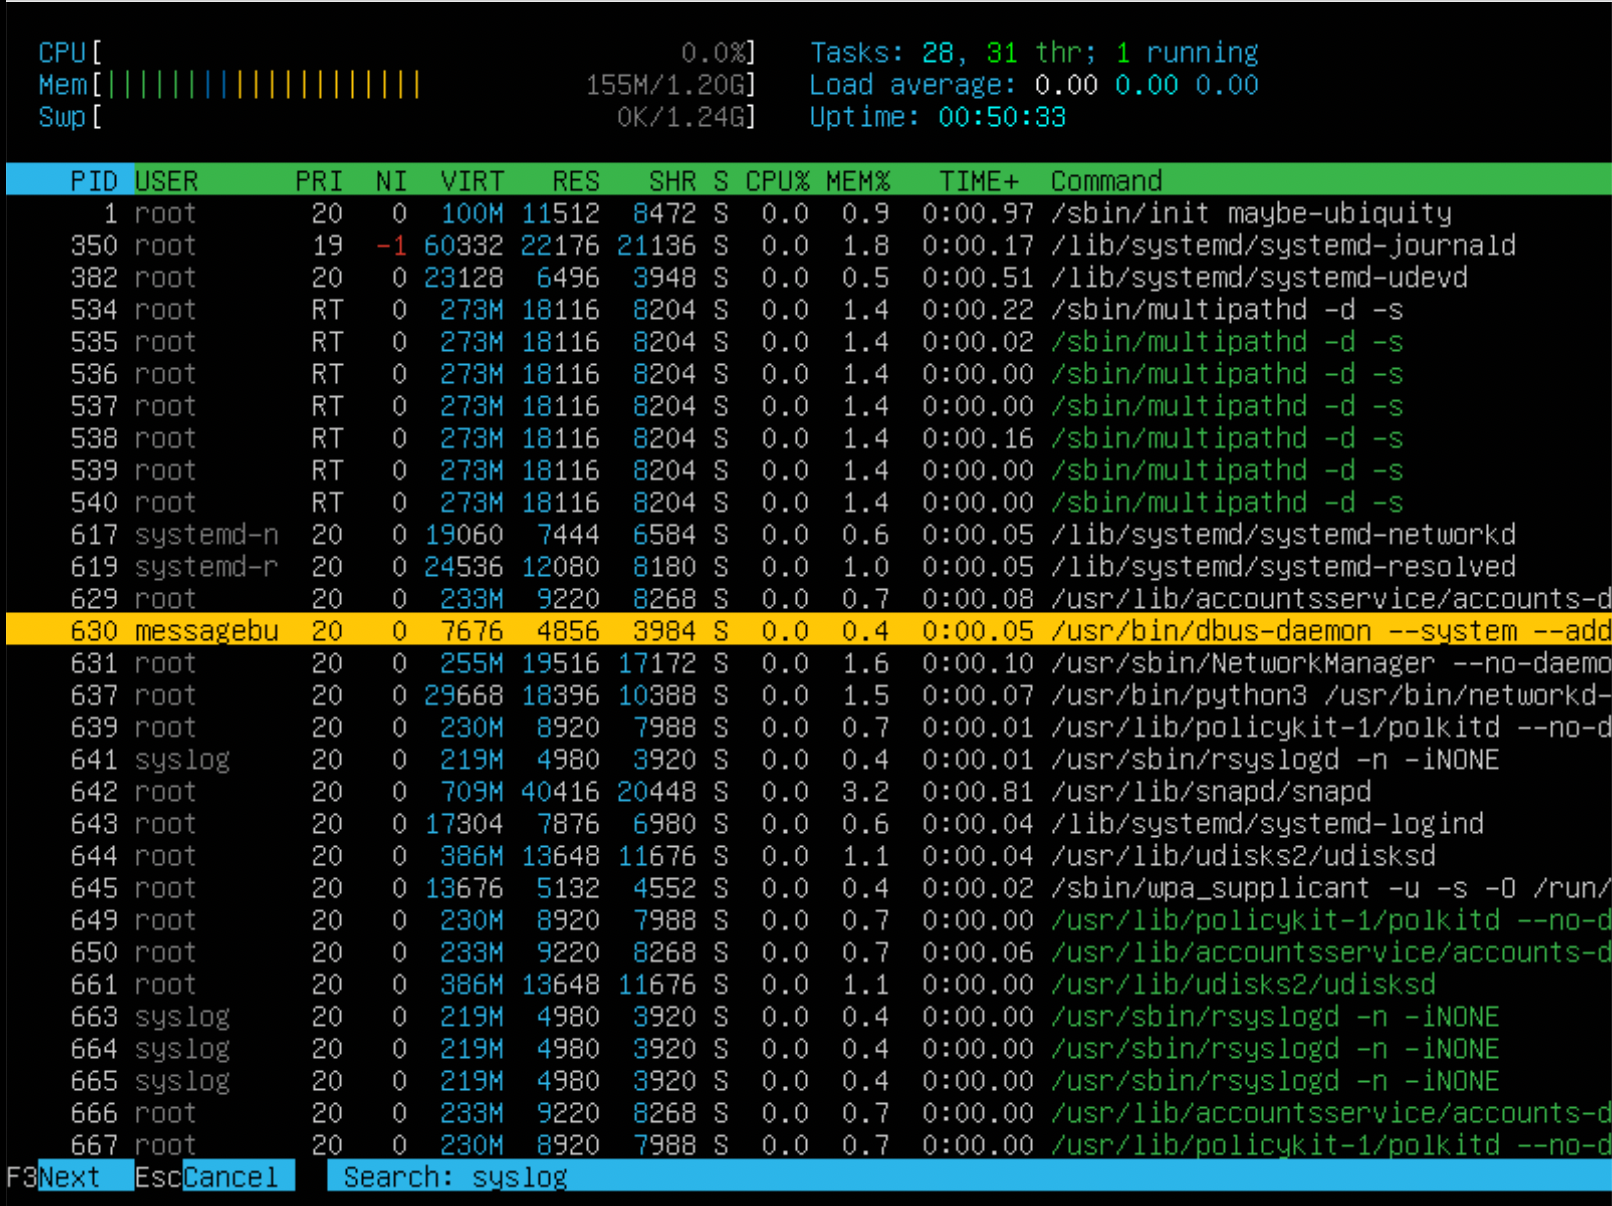 CPU[ 0.0%] Tasks: 28, 31 thr; 1 running
Mem[||||||||||||||||||||| 155M/1.20G] Load average: 0.00 0.00 0.00
Swp[ 0K/1.24G] Uptime: 00:50:33
PID USER PRI NI VIRT RES SHR S CPU% MEM% TIME+ Command
1 root 20 0 100M 11512 8472 S 0.0 0.9 0:00.97 /sbin/init maybe-ubiquity
350 root 19 -1 60332 22176 21136 S 0.0 1.8 0:00.17 /lib/systemd/systemd-journald
382 root 20 0 23128 6496 3948 S 0.0 0.5 0:00.51 /lib/systemd/systemd-udevd
534 root RT 0 273M 18116 8204 S 0.0 1.4 0:00.22 /sbin/multipathd -d -s
535 root RT 0 273M 18116 8204 S 0.0 1.4 0:00.02 /sbin/multipathd -d -s
536 root RT 0 273M 18116 8204 S 0.0 1.4 0:00.00 /sbin/multipathd -d -s
537 root RT 0 273M 18116 8204 S 0.0 1.4 0:00.00 /sbin/multipathd -d -s
538 root RT 0 273M 18116 8204 S 0.0 1.4 0:00.16 /sbin/multipathd -d -s
539 root RT 0 273M 18116 8204 S 0.0 1.4 0:00.00 /sbin/multipathd -d -s
540 root RT 0 273M 18116 8204 S 0.0 1.4 0:00.00 /sbin/multipathd -d -s
617 systemd-n 20 0 19060 7444 6584 S 0.0 0.6 0:00.05 /lib/systemd/systemd-networkd
619 systemd-r 20 0 24536 12080 8180 S 0.0 1.0 0:00.05 /lib/systemd/systemd-resolved
629 root 20 0 233M 9220 8268 S 0.0 0.7 0:00.08 /usr/lib/accountsservice/accounts-d
630 messagebu 20 0 7676 4856 3984 S 0.0 0.4 0:00.05 /usr/bin/dbus-daemon --system --add
631 root 20 0 255M 19516 17172 S 0.0 1.6 0:00.10 /usr/sbin/NetworkManager --no-daemo
637 root 20 0 29668 18396 10388 S 0.0 1.5 0:00.07 /usr/bin/python3 /usr/bin/networkd-
639 root 20 0 230M 8920 7988 S 0.0 0.7 0:00.01 /usr/lib/policykit-1/polkitd --no-d
641 syslog 20 0 219M 4980 3920 S 0.0 0.4 0:00.01 /usr/sbin/rsyslogd -n -iNONE
642 root 20 0 709M 40416 20448 S 0.0 3.2 0:00.81 /usr/lib/snapd/snapd
643 root 20 0 17304 7876 6980 S 0.0 0.6 0:00.04 /lib/systemd/systemd-logind
644 root 20 0 386M 13648 11676 S 0.0 1.1 0:00.04 /usr/lib/udisks2/udisksd
645 root 20 0 13676 5132 4552 S 0.0 0.4 0:00.02 /sbin/wpa_supplicant -u -s -O /run/
649 root 20 0 230M 8920 7988 S 0.0 0.7 0:00.00 /usr/lib/policykit-1/polkitd --no-d
650 root 20 0 233M 9220 8268 S 0.0 0.7 0:00.06 /usr/lib/accountsservice/accounts-d
661 root 20 0 386M 13648 11676 S 0.0 1.1 0:00.00 /usr/lib/udisks2/udisksd
663 syslog 20 0 219M 4980 3920 S 0.0 0.4 0:00.00 /usr/sbin/rsyslogd -n -iNONE
664 syslog 20 0 219M 4980 3920 S 0.0 0.4 0:00.00 /usr/sbin/rsyslogd -n -iNONE
665 syslog 20 0 219M 4980 3920 S 0.0 0.4 0:00.00 /usr/sbin/rsyslogd -n -iNONE
666 root 20 0 233M 9220 8268 S 0.0 0.7 0:00.00 /usr/lib/accountsservice/accounts-d
667 root 20 0 230M 8920 7988 S 0.0 0.7 0:00.00 /usr/lib/policykit-1/polkitd --no-d
F3Next EscCancel Search: syslog